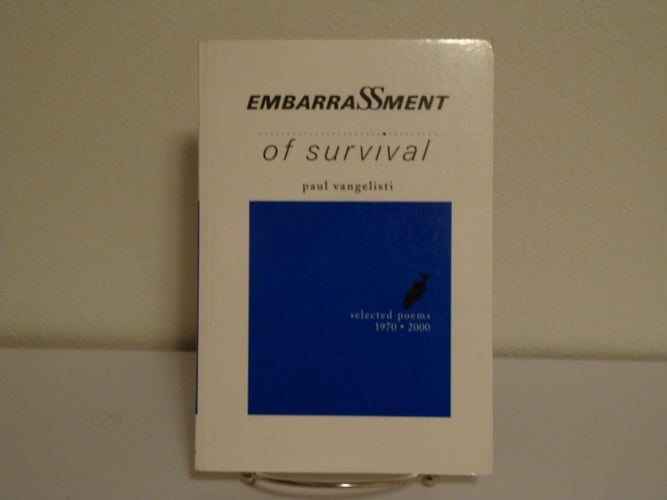 EMBARRASSMENT
of survival
paul vangelisti
selected poems
1970 • 2000